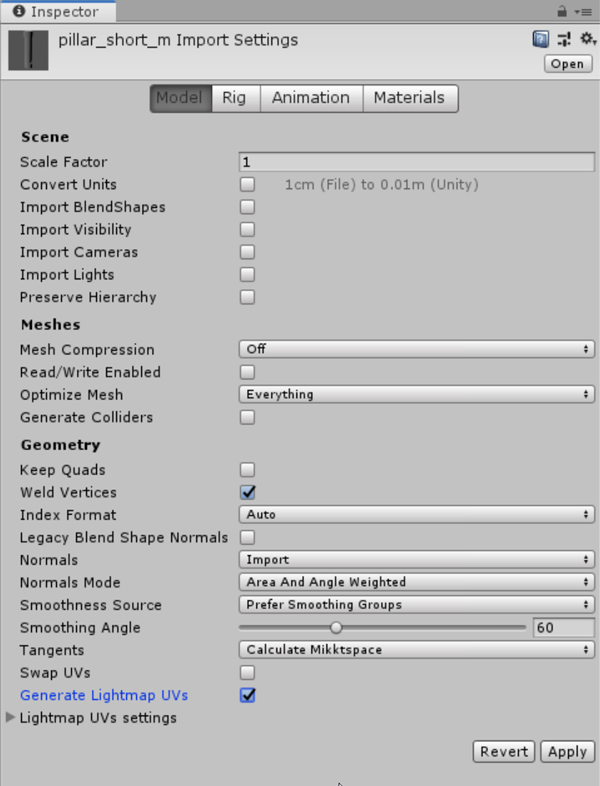 Inspector
pillar_short_m Import Settings
Open
Model Rig Animation Materials
Scene
Scale Factor 1
Convert Units 1cm (File) to 0.01m (Unity)
Import BlendShapes
Import Visibility
Import Cameras
Import Lights
Preserve Hierarchy
Meshes
Mesh Compression Off
Read/Write Enabled
Optimize Mesh Everything
Generate Colliders
Geometry
Keep Quads
Weld Vertices
Index Format Auto
Legacy Blend Shape Normals
Normals Import
Normals Mode Area And Angle Weighted
Smoothness Source Prefer Smoothing Groups
Smoothing Angle 60
Tangents Calculate Mikktspace
Swap UVs
Generate Lightmap UVs
Lightmap UVs settings
Revert Apply